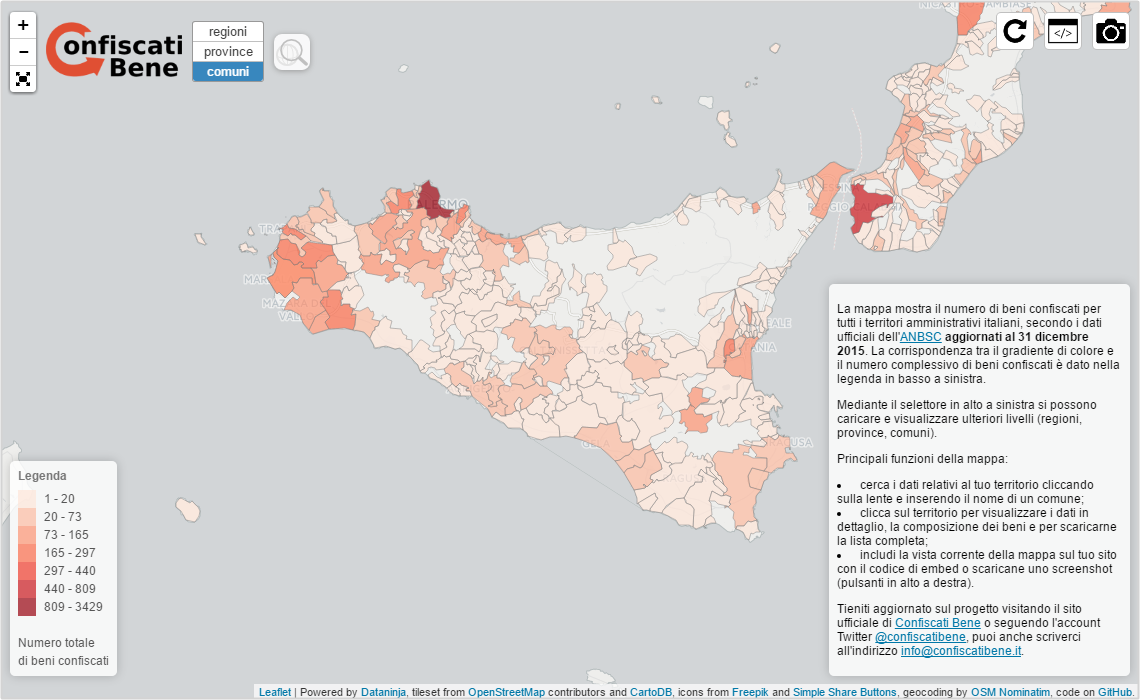 +
−
Confiscati
Bene
regioni
province
comuni
</>
PALERMO
GELA
La mappa mostra il numero di beni confiscati per
tutti i territori amministrativi italiani, secondo i dati
ufficiali dell'ANBSC aggiornati al 31 dicembre
2015. La corrispondenza tra il gradiente di colore e
il numero complessivo di beni confiscati è dato nella
legenda in basso a sinistra.
Mediante il selettore in alto a sinistra si possono
caricare e visualizzare ulteriori livelli (regioni,
province, comuni).
Principali funzioni della mappa:
• cerca i dati relativi al tuo territorio cliccando
sulla lente e inserendo il nome di un comune;
• clicca sul territorio per visualizzare i dati in
dettaglio, la composizione dei beni e per scaricarne
la lista completa;
• includi la vista corrente della mappa sul tuo sito
con il codice di embed o scaricane uno screenshot
(pulsanti in alto a destra).
Tieniti aggiornato sul progetto visitando il sito
ufficiale di Confiscati Bene o seguendo l'account
Twitter @confiscatibene, puoi anche scriverci
all'indirizzo info@confiscatibene.it.
Legenda
1 - 20
20 - 73
73 - 165
165 - 297
297 - 440
440 - 809
809 - 3429
Numero totale
di beni confiscati
Leaflet | Powered by Dataninja, tileset from OpenStreetMap contributors and CartoDB, icons from Freepik and Simple Share Buttons, geocoding by OSM Nominatim, code on GitHub.